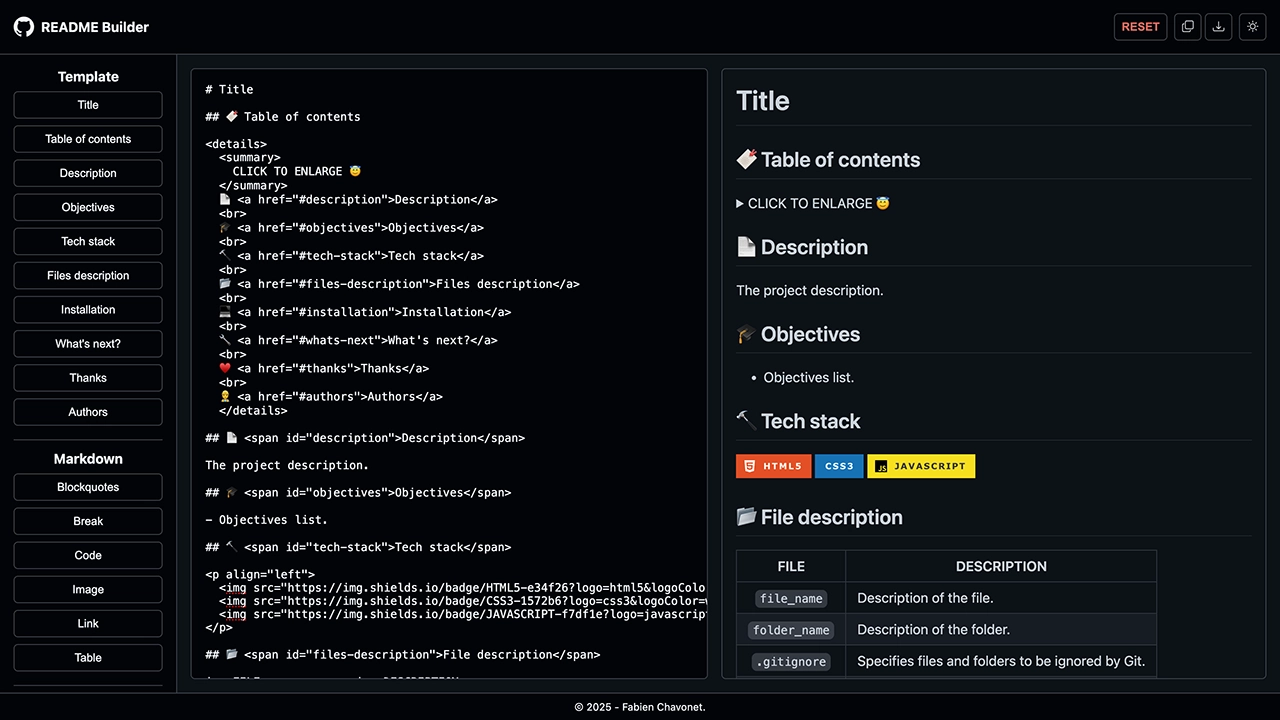 README Builder
RESET
Template
Title
Table of contents
Description
Objectives
Tech stack
Files description
Installation
What's next?
Thanks
Authors
Markdown
Blockquotes
Break
Code
Image
Link
Table
# Title
## 🏷️ Table of contents
<details>
<summary>
CLICK TO ENLARGE 😇
</summary>
📄 <a href="#description">Description</a>
<br>
🎓 <a href="#objectives">Objectives</a>
<br>
🔨 <a href="#tech-stack">Tech stack</a>
<br>
📂 <a href="#files-description">Files description</a>
<br>
💻 <a href="#installation">Installation</a>
<br>
🔧 <a href="#whats-next">What's next?</a>
<br>
♥️ <a href="#thanks">Thanks</a>
<br>
👷 <a href="#authors">Authors</a>
</details>
## 📄 <span id="description">Description</span>
The project description.
## 🎓 <span id="objectives">Objectives</span>
- Objectives list.
## 🔨 <span id="tech-stack">Tech stack</span>
<p align="left">
<img src="https://img.shields.io/badge/HTML5-e34f26?logo=html5&logoColo
<img src="https://img.shields.io/badge/CSS3-1572b6?logo=css3&logoColor=
<img src="https://img.shields.io/badge/JAVASCRIPT-f7df1e?logo=javascrip
</p>
## 📂 <span id="files-description">File description</span>
Title
🏷️ Table of contents
▶ CLICK TO ENLARGE 😇
📄 Description
The project description.
🎓 Objectives
• Objectives list.
🔨 Tech stack
HTML5 CSS3 JS JAVASCRIPT
📂 File description
FILE DESCRIPTION
file_name Description of the file.
folder_name Description of the folder.
.gitignore Specifies files and folders to be ignored by Git.
© 2025 - Fabien Chavonet.